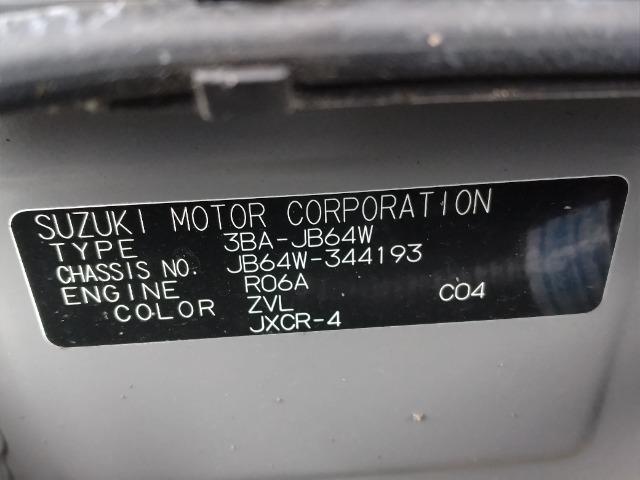 SUZUKI MOTOR CORPORATION
TYPE 3BA-JB64W
CHASSIS NO. JB64W-344193
ENGINE R06A
COLOR ZVL C04
JXCR-4